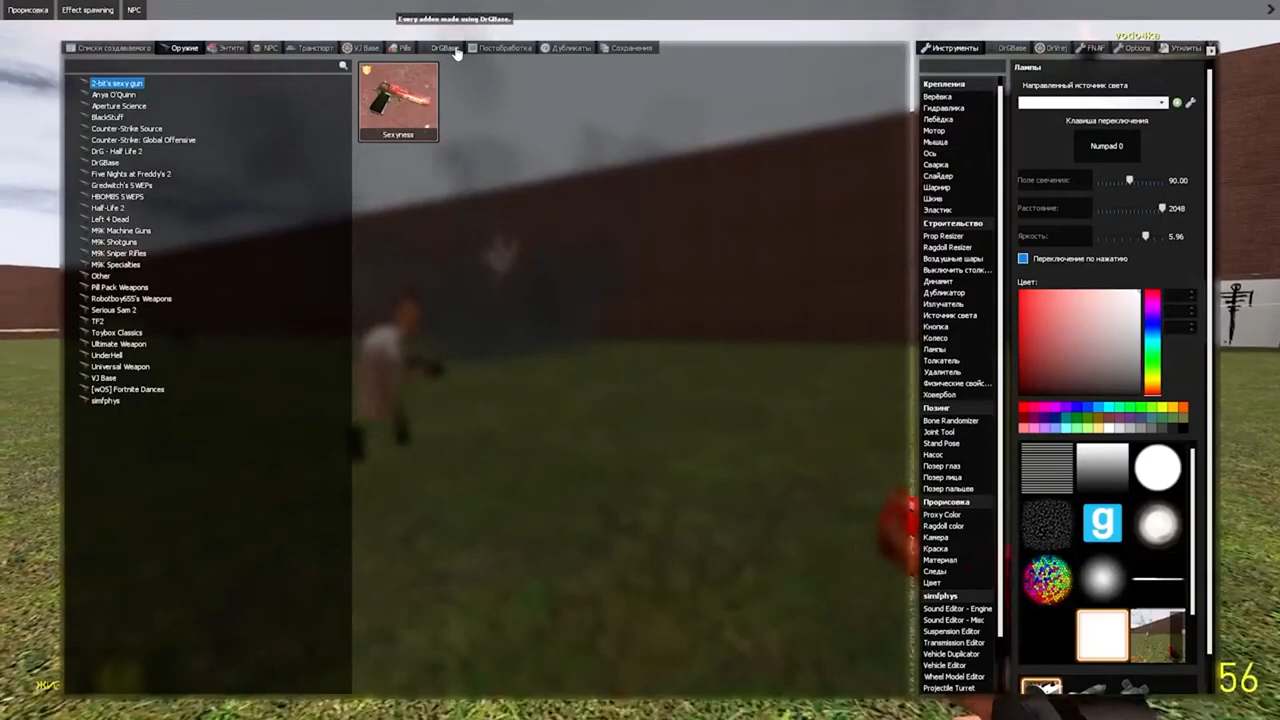 Прорисовка Effect spawning NPC
Every addon made using DrGBase.
vodo4ka
Списки создаваемого Оружие Энтити NPC Транспорт VJ Base Pills DrGBase Постобработка Дубликаты Сохранения
Инструменты DrGBase DrVrej FNAF Options Утилиты
2-bit's sexy gun
Anya O'Quinn
Aperture Science
BlackStuff
Counter-Strike Source
Counter-Strike: Global Offensive
DrG - Half Life 2
DrGBase
Five Nights at Freddy's 2
Gredwitch's SWEPs
HBOMBS SWEPS
Half-Life 2
Left 4 Dead
M9K Machine Guns
M9K Shotguns
M9K Sniper Rifles
M9K Specialties
Other
Pill Pack Weapons
Robotboy655's Weapons
Serious Sam 2
TF2
Toybox Classics
Ultimate Weapon
UnderHell
Universal Weapon
VJ Base
[wOS] Fortnite Dances
simfphys
Sexyness
Крепления
Верёвка
Гидравлика
Лебёдка
Мотор
Мышца
Ось
Сварка
Слайдер
Шарнир
Шкив
Эластик
Строительство
Prop Resizer
Ragdoll Resizer
Воздушные шары
Выключить столк...
Динамит
Дубликатор
Излучатель
Источник света
Кнопка
Колесо
Лампы
Толкатель
Удалитель
Физические свойс...
Ховербол
Позинг
Bone Randomizer
Joint Tool
Stand Pose
Насос
Позер глаз
Позер лица
Позер пальцев
Прорисовка
Proxy Color
Ragdoll color
Камера
Краска
Материал
Следы
Цвет
simfphys
Sound Editor - Engine
Sound Editor - Misc
Suspension Editor
Transmission Editor
Vehicle Duplicator
Vehicle Editor
Wheel Model Editor
Projectile Turret
Лампы
Направленный источник света
Клавиша переключения
Numpad 0
Поле свечения: 90.00
Расстояние: 2048
Яркость: 5.96
Переключение по нажатию
Цвет:
g
56